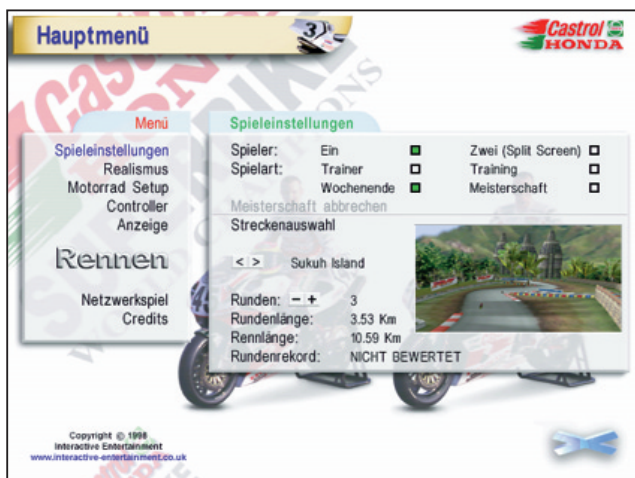 Hauptmenü
3
Castrol
HONDA
Menü
Spieleinstellungen
Realismus
Motorrad Setup
Controller
Anzeige
Rennen
Netzwerkspiel
Credits
Spieleinstellungen
Spieler: Ein Zwei (Split Screen)
Spielart: Trainer Training
Wochenende Meisterschaft
Meisterschaft abbrechen
Streckenauswahl
< > Sukuh Island
Runden: - + 3
Rundenlänge: 3.53 Km
Rennlänge: 10.59 Km
Rundenrekord: NICHT BEWERTET
Copyright © 1998
Interactive Entertainment
www.interactive-entertainment.co.uk